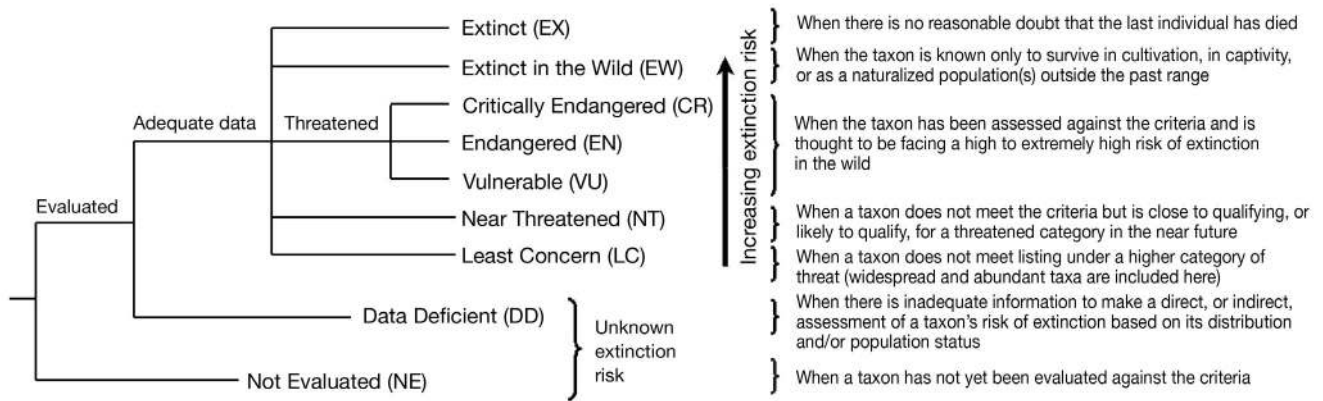 Extinct (EX)
Extinct in the Wild (EW)
Critically Endangered (CR)
Adequate data
Threatened
Endangered (EN)
Vulnerable (VU)
Evaluated
Near Threatened (NT)
Least Concern (LC)
Data Deficient (DD)
Not Evaluated (NE)
Unknown
extinction
risk
Increasing extinction risk
When there is no reasonable doubt that the last individual has died
When the taxon is known only to survive in cultivation, in captivity,
or as a naturalized population(s) outside the past range
When the taxon has been assessed against the criteria and is
thought to be facing a high to extremely high risk of extinction
in the wild
When a taxon does not meet the criteria but is close to qualifying, or
likely to qualify, for a threatened category in the near future
When a taxon does not meet listing under a higher category of
threat (widespread and abundant taxa are included here)
When there is inadequate information to make a direct, or indirect,
assessment of a taxon's risk of extinction based on its distribution
and/or population status
When a taxon has not yet been evaluated against the criteria